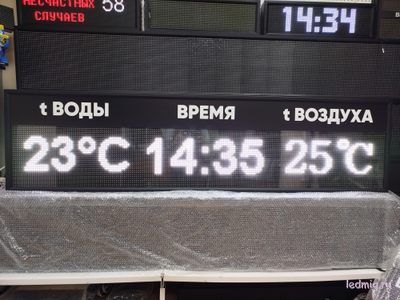 НЕСЧАСТНЫХ 58
СЛУЧАЕВ
14:34
t ВОДЫ ВРЕМЯ t ВОЗДУХА
23°C 14:35 25°C
ledmig.ru